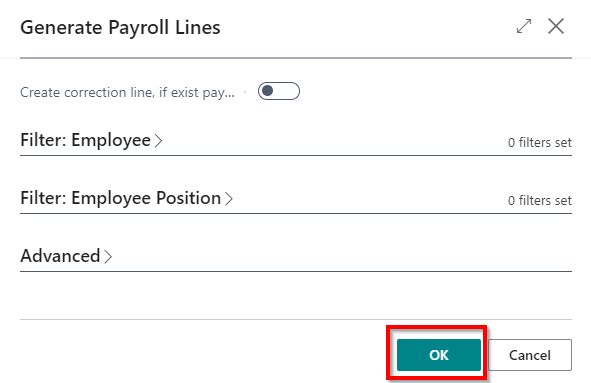 Generate Payroll Lines
Create correction line, if exist pay...
Filter: Employee
0 filters set
Filter: Employee Position
0 filters set
Advanced
OK
Cancel